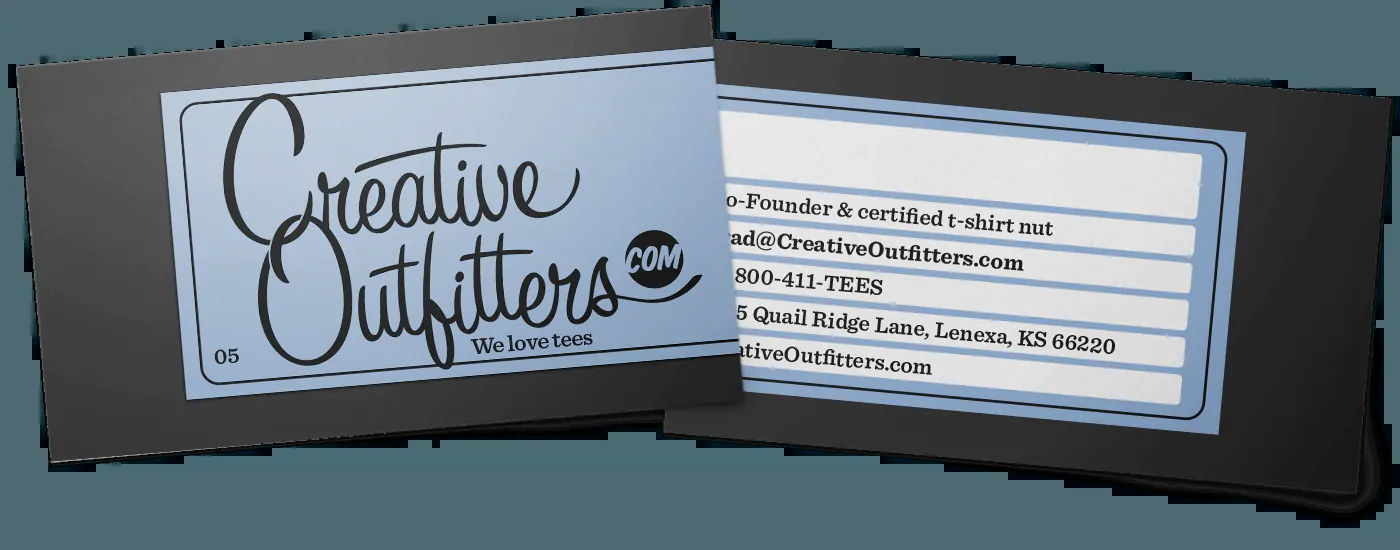 Creative
Outfitters
COM
We love tees
05
o-Founder & certified t-shirt nut
ad@CreativeOutfitters.com
800-411-TEES
5 Quail Ridge Lane, Lenexa, KS 66220
ativeOutfitters.com